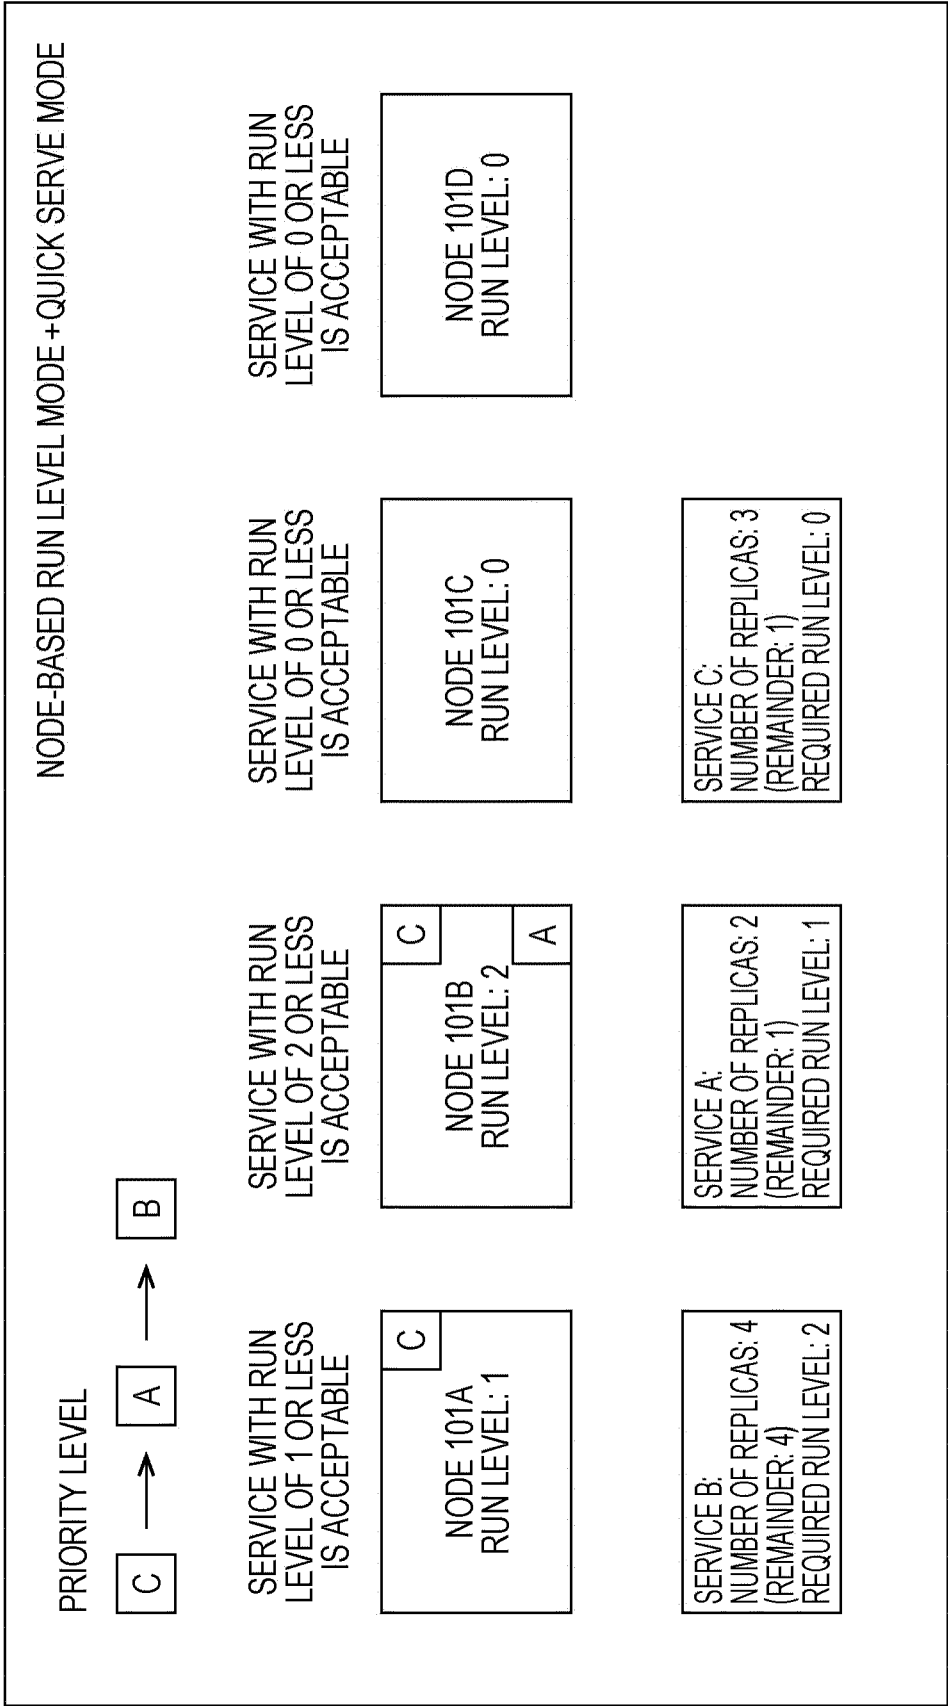 NODE-BASED RUN LEVEL MODE + QUICK SERVE MODE
PRIORITY LEVEL
C
A
B
SERVICE WITH RUN
LEVEL OF 1 OR LESS
IS ACCEPTABLE
SERVICE WITH RUN
LEVEL OF 2 OR LESS
IS ACCEPTABLE
SERVICE WITH RUN
LEVEL OF 0 OR LESS
IS ACCEPTABLE
SERVICE WITH RUN
LEVEL OF 0 OR LESS
IS ACCEPTABLE
C
NODE 101A
RUN LEVEL: 1
C
NODE 101B
RUN LEVEL: 2
A
NODE 101C
RUN LEVEL: 0
NODE 101D
RUN LEVEL: 0
SERVICE B:
NUMBER OF REPLICAS: 4
(REMAINDER: 4)
REQUIRED RUN LEVEL: 2
SERVICE A:
NUMBER OF REPLICAS: 2
(REMAINDER: 1)
REQUIRED RUN LEVEL: 1
SERVICE C:
NUMBER OF REPLICAS: 3
(REMAINDER: 1)
REQUIRED RUN LEVEL: 0